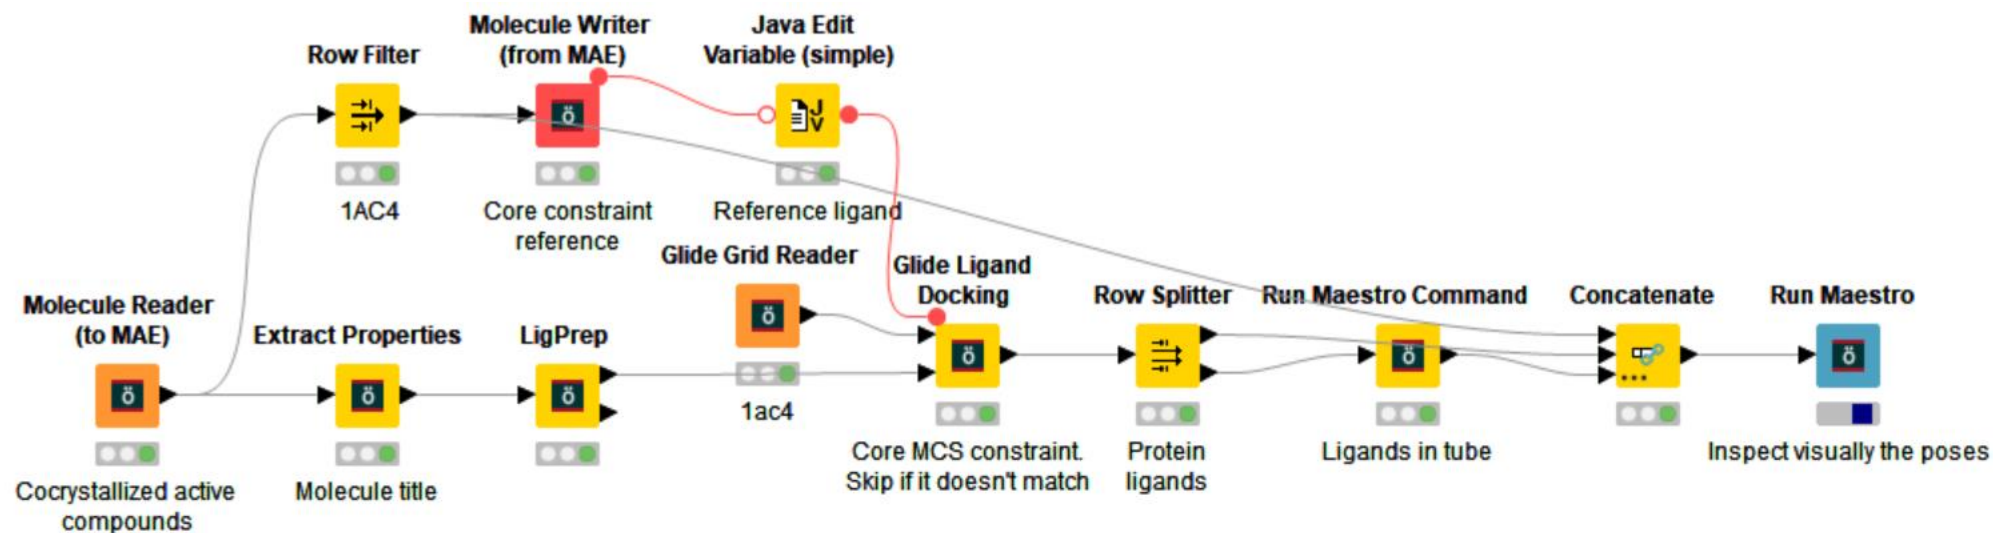 Molecule Writer
(from MAE)
Java Edit
Variable (simple)
Row Filter
ö
J
V
1AC4
Core constraint
reference
Reference ligand
Glide Grid Reader
Glide Ligand
Docking
Row Splitter
Run Maestro Command
Concatenate
Run Maestro
Molecule Reader
(to MAE)
Extract Properties
LigPrep
ö
ö
ö
ö
ö
ö
ö
1ac4
Core MCS constraint.
Skip if it doesn't match
Protein
ligands
Ligands in tube
Inspect visually the poses
Cocrystallized active
compounds
Molecule title